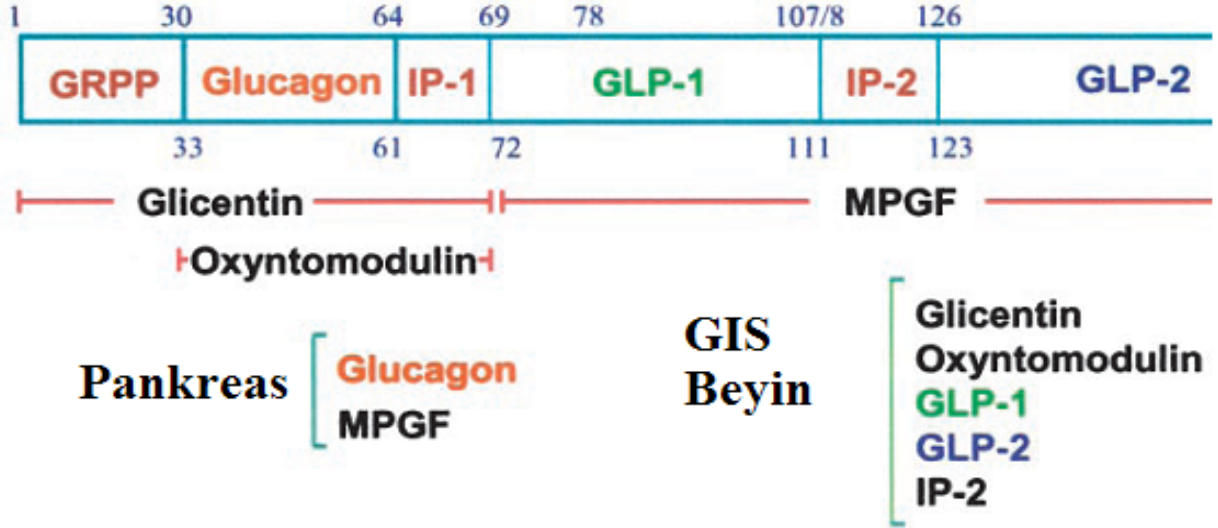 1 30 64 69 78 107/8 126
GRPP Glucagon IP-1 GLP-1 IP-2 GLP-2
33 61 72 111 123
Glicentin MPGF
Oxyntomodulin
Pankreas
Glucagon
MPGF
GIS
Beyin
Glicentin
Oxyntomodulin
GLP-1
GLP-2
IP-2